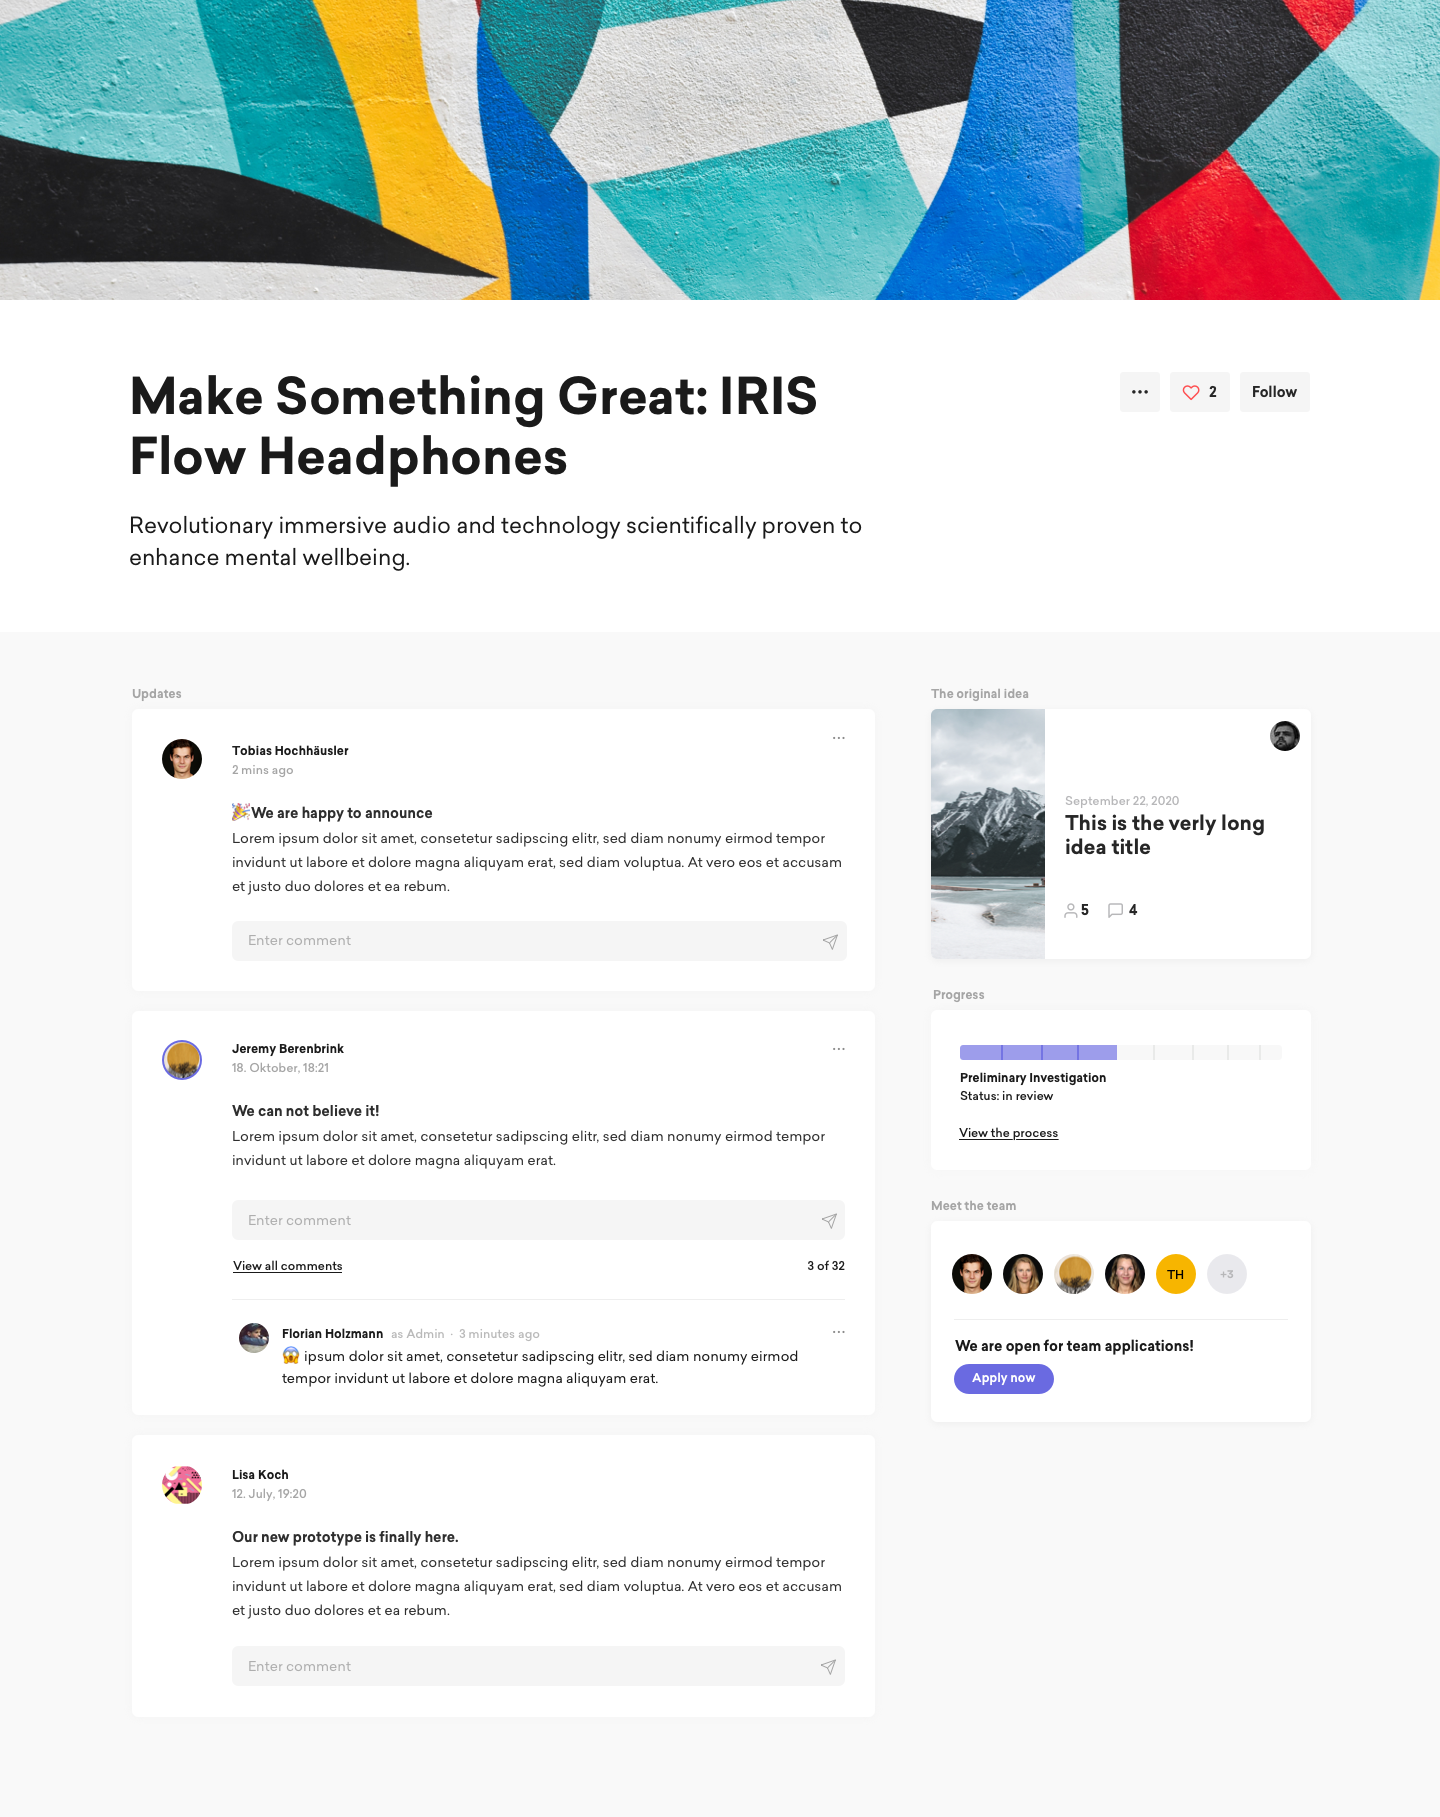 Make Something Great: IRIS
Flow Headphones
2
Follow
Revolutionary immersive audio and technology scientifically proven to
enhance mental wellbeing.
Updates
Tobias Hochhäusler
2 mins ago
🎉We are happy to announce
Lorem ipsum dolor sit amet, consetetur sadipscing elitr, sed diam nonumy eirmod tempor
invidunt ut labore et dolore magna aliquyam erat, sed diam voluptua. At vero eos et accusam
et justo duo dolores et ea rebum.
Enter comment
Jeremy Berenbrink
18. Oktober, 18:21
We can not believe it!
Lorem ipsum dolor sit amet, consetetur sadipscing elitr, sed diam nonumy eirmod tempor
invidunt ut labore et dolore magna aliquyam erat.
Enter comment
View all comments
3 of 32
Florian Holzmann as Admin · 3 minutes ago
😱 ipsum dolor sit amet, consetetur sadipscing elitr, sed diam nonumy eirmod
tempor invidunt ut labore et dolore magna aliquyam erat.
Lisa Koch
12. July, 19:20
Our new prototype is finally here.
Lorem ipsum dolor sit amet, consetetur sadipscing elitr, sed diam nonumy eirmod tempor
invidunt ut labore et dolore magna aliquyam erat, sed diam voluptua. At vero eos et accusam
et justo duo dolores et ea rebum.
Enter comment
The original idea
September 22, 2020
This is the verly long
idea title
5
4
Progress
Preliminary Investigation
Status: in review
View the process
Meet the team
TH
+3
We are open for team applications!
Apply now